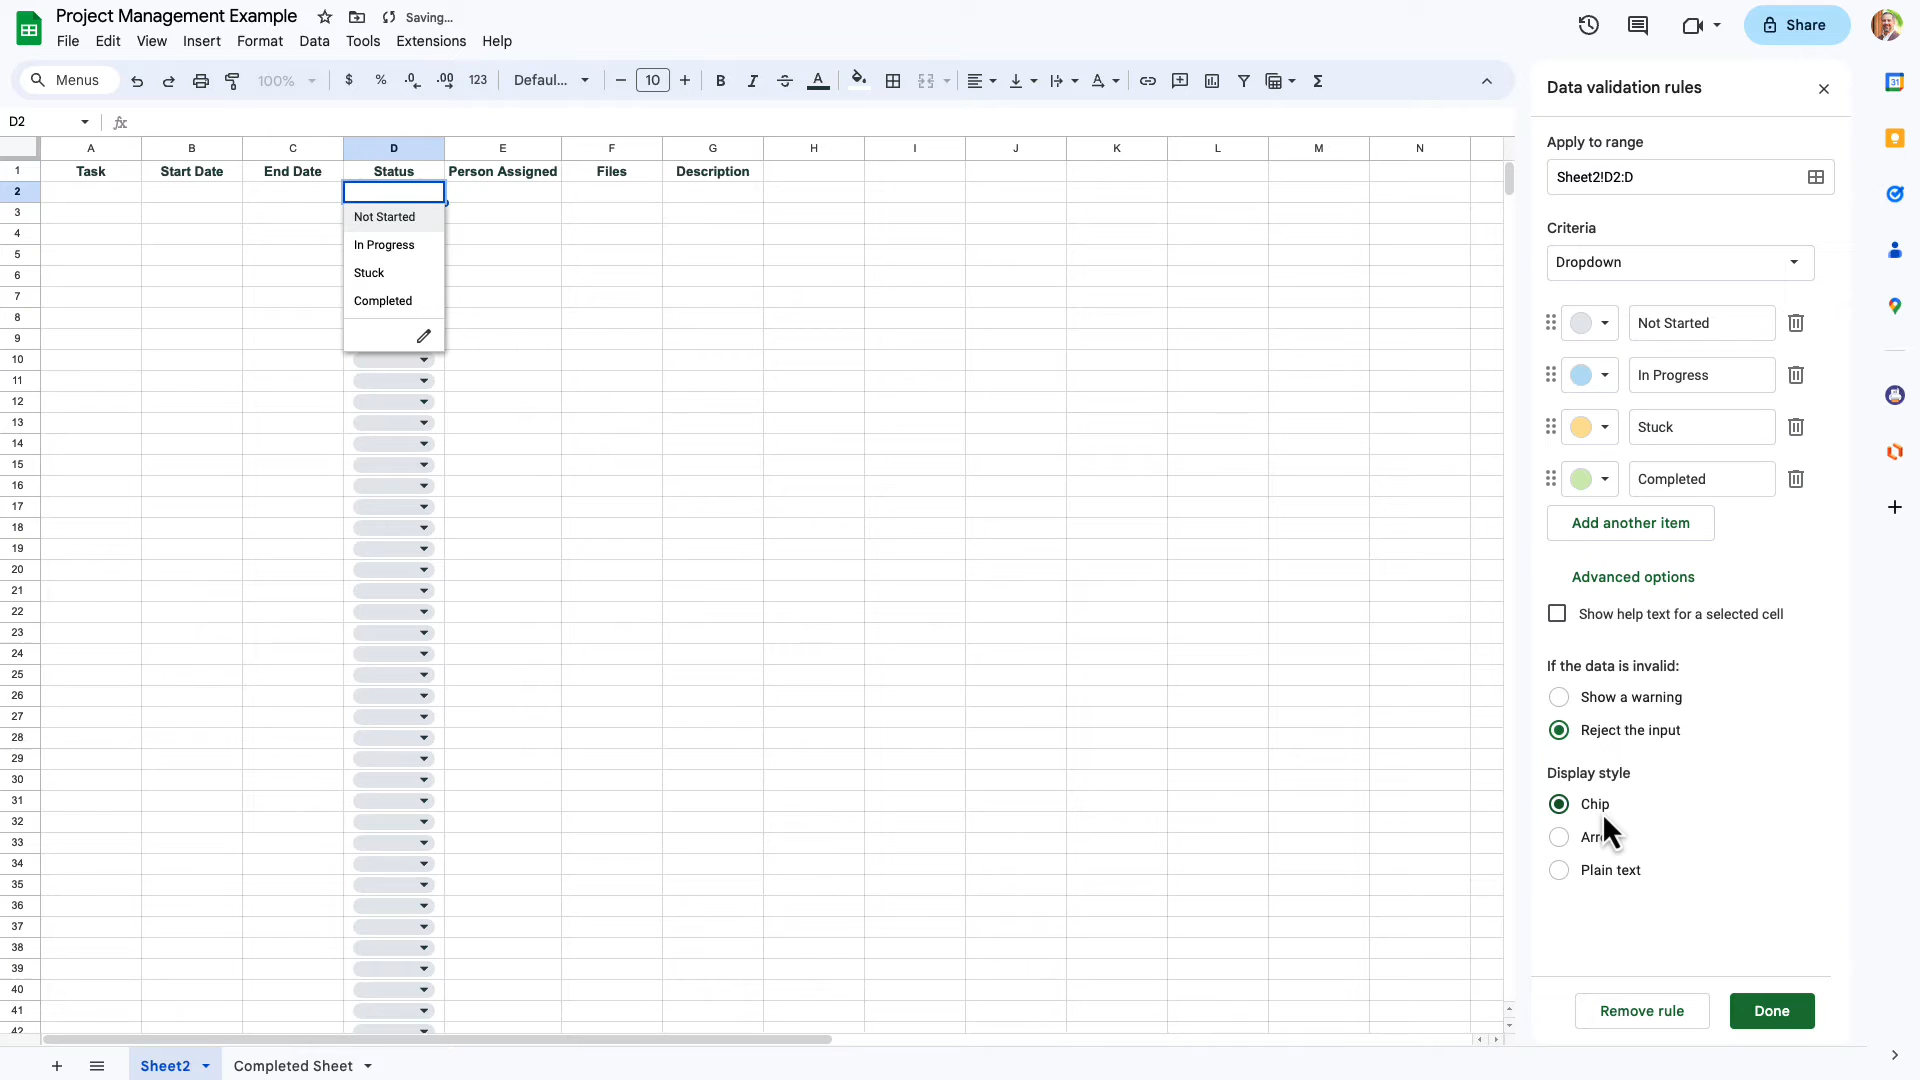 Project Management Example Saving...
File Edit View Insert Format Data Tools Extensions Help
Share
Menus 100% $ % .0 .00 123 Defaul... − 10 + B I S A Σ
D2 fx
A B C D E F G H I J K L M N
1 Task Start Date End Date Status Person Assigned Files Description
2
3 Not Started
4 In Progress
5
6 Stuck
7 Completed
8
9
10
11
12
13
14
15
16
17
18
19
20
21
22
23
24
25
26
27
28
29
30
31
32
33
34
35
36
37
38
39
40
41
42
Sheet2 Completed Sheet
Data validation rules
Apply to range
Sheet2!D2:D
Criteria
Dropdown
Not Started
In Progress
Stuck
Completed
Add another item
Advanced options
Show help text for a selected cell
If the data is invalid:
Show a warning
Reject the input
Display style
Chip
Plain text
Remove rule Done
31